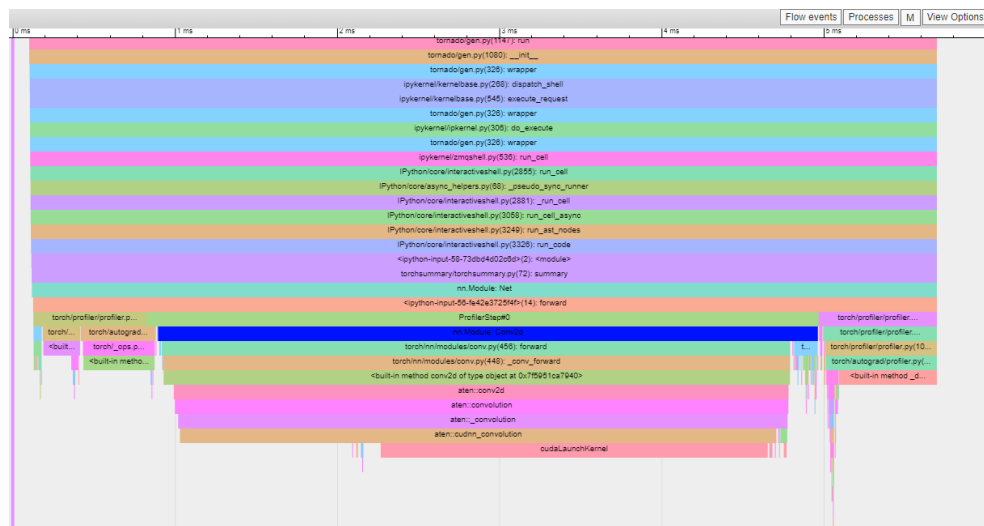 Flow events Processes M View Options
0 ms 1 ms 2 ms 3 ms 4 ms 5 ms
tornado/gen.py(1147): run
tornado/gen.py(1080): __init__
tornado/gen.py(326): wrapper
ipykernel/kernelbase.py(268): dispatch_shell
ipykernel/kernelbase.py(545): execute_request
tornado/gen.py(326): wrapper
ipykernel/ipkernel.py(306): do_execute
tornado/gen.py(326): wrapper
ipykernel/zmqshell.py(536): run_cell
IPython/core/interactiveshell.py(2855): run_cell
IPython/core/async_helpers.py(68): _pseudo_sync_runner
IPython/core/interactiveshell.py(2881): _run_cell
IPython/core/interactiveshell.py(3058): run_cell_async
IPython/core/interactiveshell.py(3249): run_ast_nodes
IPython/core/interactiveshell.py(3326): run_code
<ipython-input-58-73dbd4d02c6d>(2): <module>
torchsummary/torchsummary.py(72): summary
nn.Module: Net
<ipython-input-56-fe42e3725f4f>(14): forward
torch/profiler/profiler.p... ProfilerStep#0 torch/profiler/profiler....
torch/... torch/autograd... nn.Module: Conv2d torch/profiler/profiler....
<built... torch/_ops.p... torch/nn/modules/conv.py(456): forward t... torch/profiler/profiler.py(10...
<built-in metho... torch/nn/modules/conv.py(448): _conv_forward torch/autograd/profiler.py(...
<built-in method conv2d of type object at 0x7f5951ca7940> <built-in method _d...
aten::conv2d
aten::convolution
aten::_convolution
aten::cudnn_convolution
cudaLaunchKernel